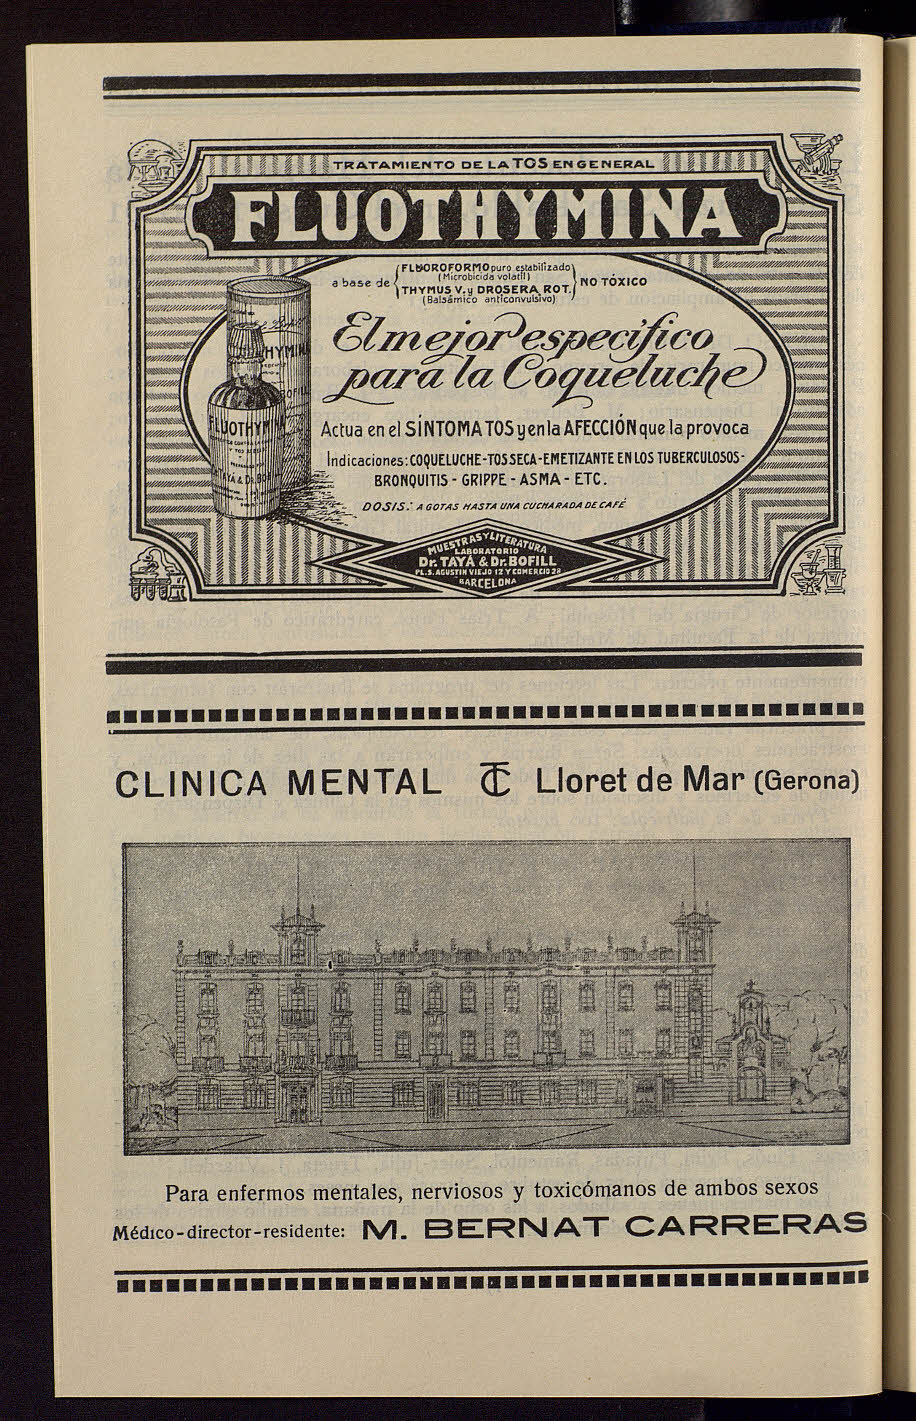 TRATAMIENTO DE LA TOS EN GENERAL
FLUOTHYMINA
a base de
FLUOROFORMO puro estabilizado
(Microbicida volatil)
THYMUS V. y DROSERA ROT.
(Balsámico anticonvulsivo)
NO TÓXICO
El mejor específico
para la Coqueluche
Actua en el SÍNTOMA TOS y en la AFECCIÓN que la provoca
Indicaciones: COQUELUCHE-TOS SECA-EMETIZANTE EN LOS TUBERCULOSOS-
BRONQUITIS - GRIPPE - ASMA - ETC.
DOSIS: A GOTAS HASTA UNA CUCHARADA DE CAFÉ
FLUOTHYMINA
MUESTRAS Y LITERATURA
LABORATORIO
Dr. TAYÁ & Dr. BOFILL
PL. S. AGUSTIN VIEJO 12 Y COMERCIO 28
BARCELONA
CLINICA MENTAL TC Lloret de Mar (Gerona)
Para enfermos mentales, nerviosos y toxicómanos de ambos sexos
Médico-director-residente: M. BERNAT CARRERAS